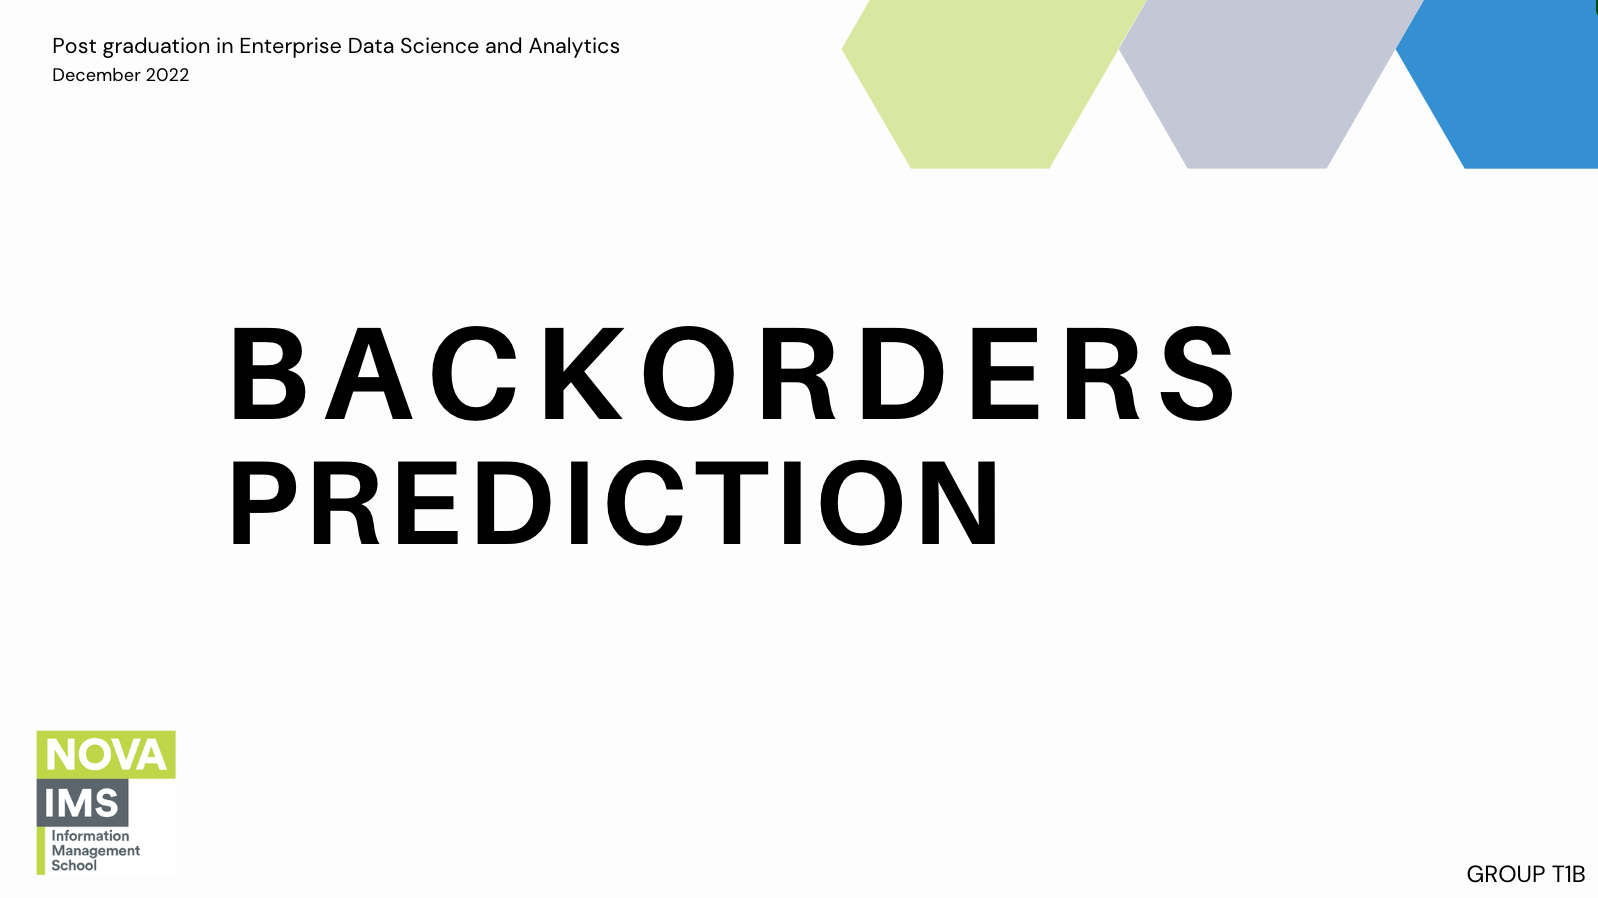 Post graduation in Enterprise Data Science and Analytics
December 2022
BACKORDERS
PREDICTION
NOVA
IMS
Information
Management
School
GROUP T1B